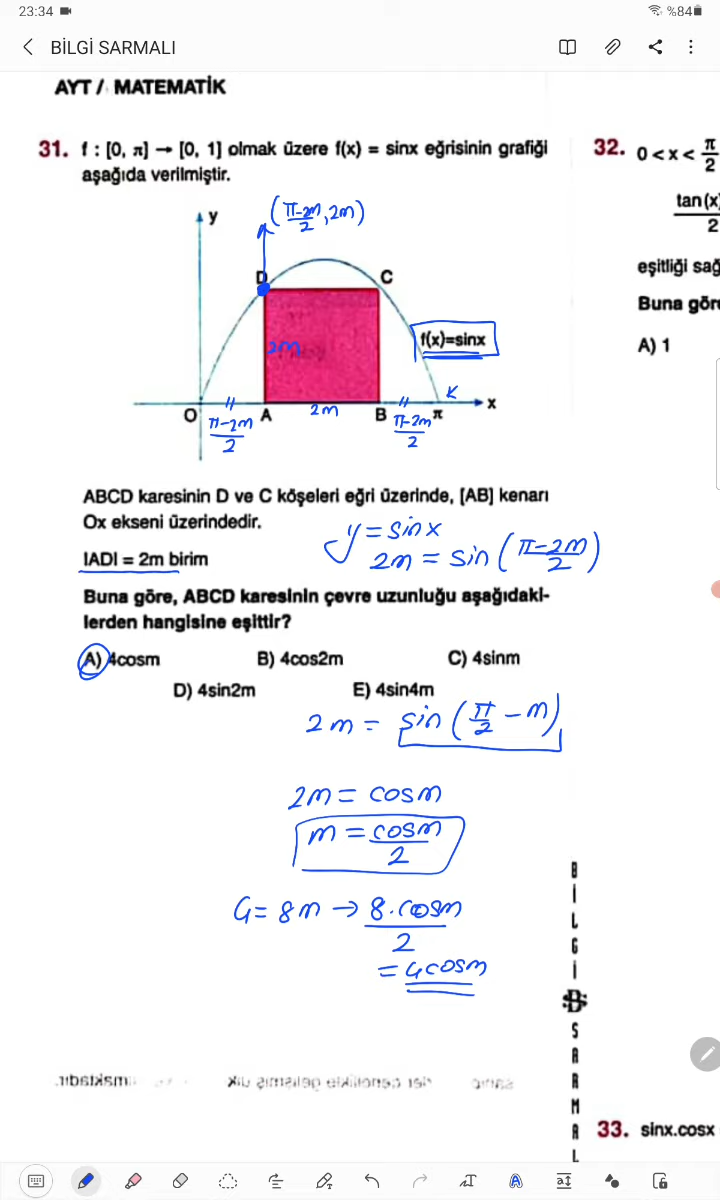 23:34 %84
BİLGİ SARMALI
AYT / MATEMATİK
31. f : [0, π] → [0, 1] olmak üzere f(x) = sinx eğrisinin grafiği
aşağıda verilmiştir.
y
(π-2m/2, 2m)
D
C
2m
f(x)=sinx
O
A
2m
B
π
x
π-2m/2
π-2m/2
ABCD karesinin D ve C köşeleri eğri üzerinde, [AB] kenarı
Ox ekseni üzerindedir.
y = sinx
IADI = 2m birim
2m = sin(π-2m/2)
Buna göre, ABCD karesinin çevre uzunluğu aşağıdaki-
lerden hangisine eşittir?
A) 4cosm B) 4cos2m C) 4sinm
D) 4sin2m E) 4sin4m
2m = sin(π/2 - m)
2m = cosm
m = cosm/2
Ç= 8m → 8.cosm/2
= 4cosm
32. 0 < x < π/2
tan(x
2
eşitliği sağ
Buna göre
A) 1
BİLGİ
SARMAL
33. sinx.cosx